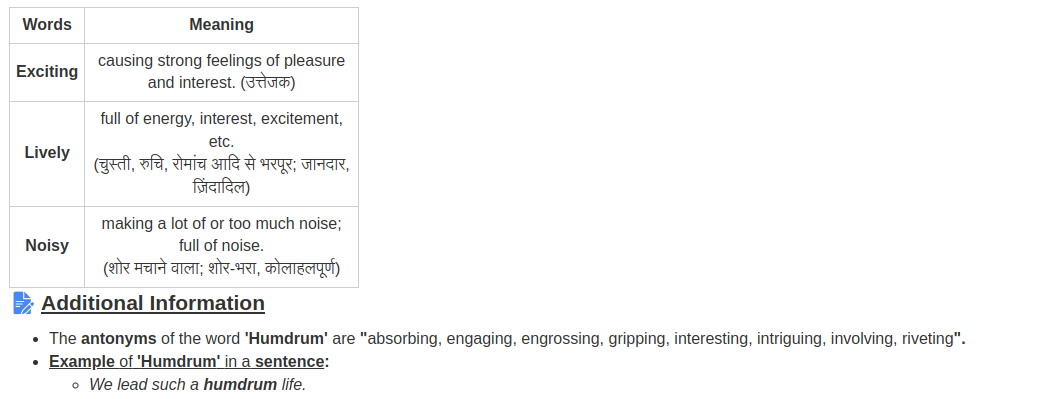 Words Meaning
Exciting causing strong feelings of pleasure
and interest. (उत्तेजक)
Lively full of energy, interest, excitement,
etc.
(चुस्ती, रुचि, रोमांच आदि से भरपूर; जानदार,
ज़िंदादिल)
Noisy making a lot of or too much noise;
full of noise.
(शोर मचाने वाला; शोर-भरा, कोलाहलपूर्ण)
Additional Information
• The antonyms of the word 'Humdrum' are "absorbing, engaging, engrossing, gripping, interesting, intriguing, involving, riveting".
• Example of 'Humdrum' in a sentence:
◦ We lead such a humdrum life.